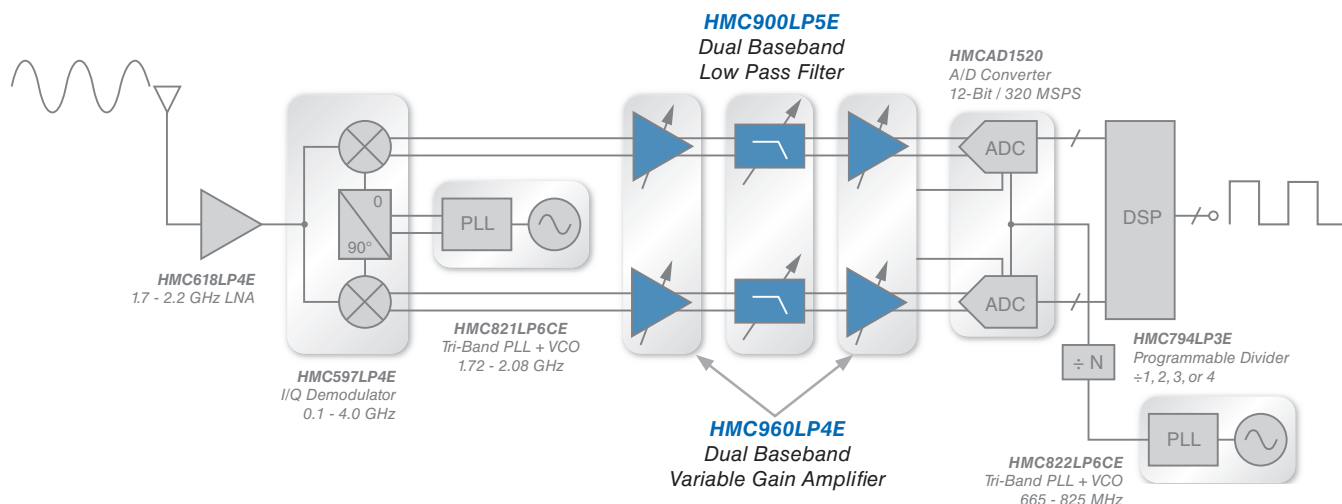 HMC900LP5E
Dual Baseband
Low Pass Filter
HMCAD1520
A/D Converter
12-Bit / 320 MSPS
ADC
0
90°
PLL
DSP
HMC618LP4E
1.7 - 2.2 GHz LNA
ADC
HMC821LP6CE
Tri-Band PLL + VCO
1.72 - 2.08 GHz
HMC597LP4E
I/Q Demodulator
0.1 - 4.0 GHz
HMC794LP3E
Programmable Divider
÷1, 2, 3, or 4
÷ N
HMC960LP4E
Dual Baseband
Variable Gain Amplifier
PLL
HMC822LP6CE
Tri-Band PLL + VCO
665 - 825 MHz